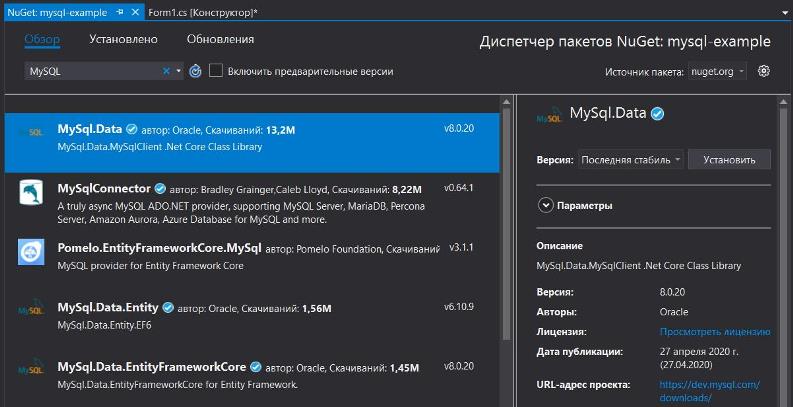 NuGet: mysql-example
Form1.cs [Конструктор]*
Обзор
Установлено
Обновления
Диспетчер пакетов NuGet: mysql-example
MySQL
Включить предварительные версии
Источник пакета: nuget.org
MySQL
MySql.Data автор: Oracle, Скачиваний: 13,2M
v8.0.20
MySql.Data.MySqlClient .Net Core Class Library
MySqlConnector автор: Bradley Grainger,Caleb Lloyd, Скачиваний: 8,22M
v0.64.1
A truly async MySQL ADO.NET provider, supporting MySQL Server, MariaDB, Percona
Server, Amazon Aurora, Azure Database for MySQL and more.
Pomelo.EntityFrameworkCore.MySql автор: Pomelo Foundation, Скачиваний
v3.1.1
MySQL provider for Entity Framework Core
MySQL
MySql.Data.Entity автор: Oracle, Скачиваний: 1,56M
v6.10.9
MySql.Data.Entity.EF6
MySQL
MySql.Data.EntityFrameworkCore автор: Oracle, Скачиваний: 1,45M
v8.0.20
MySql.Data.EntityFrameworkCore for Entity Framework.
MySQL
MySql.Data
Версия: Последняя стабиль
Установить
Параметры
Описание
MySql.Data.MySqlClient .Net Core Class Library
Версия: 8.0.20
Авторы: Oracle
Лицензия: Просмотреть лицензию
Дата публикации: 27 апреля 2020 г.
(27.04.2020)
URL-адрес проекта: https://dev.mysql.com/
downloads/